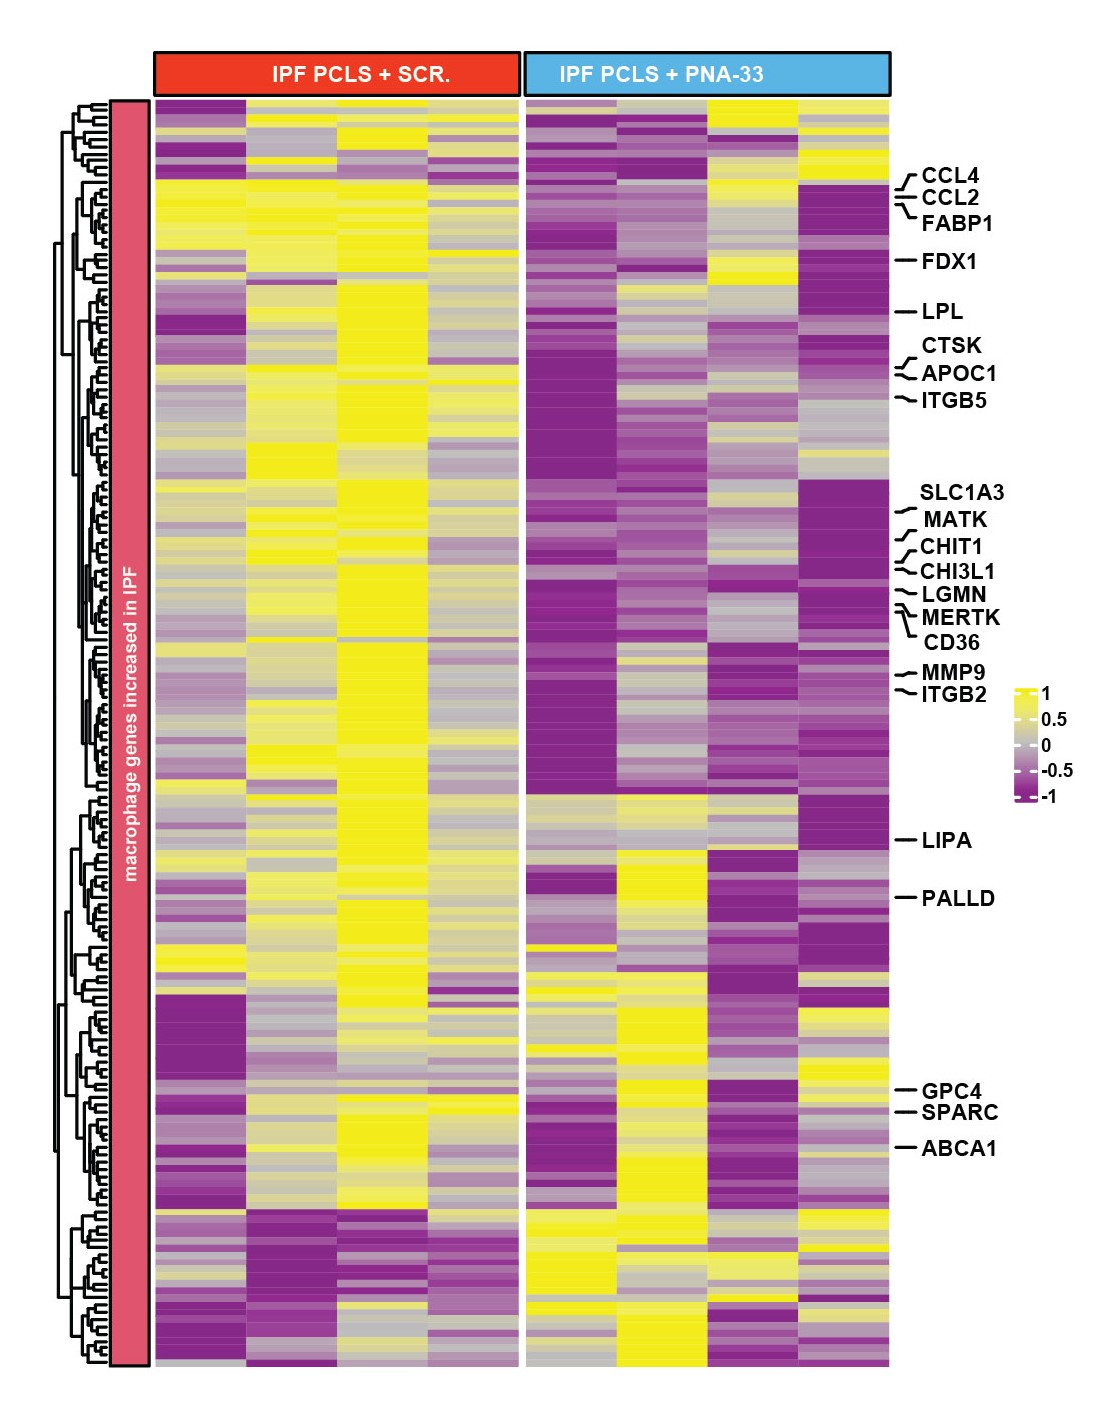 IPF PCLS + SCR.
IPF PCLS + PNA-33
macrophage genes increased in IPF
CCL4
CCL2
FABP1
FDX1
LPL
CTSK
APOC1
ITGB5
SLC1A3
MATK
CHIT1
CHI3L1
LGMN
MERTK
CD36
MMP9
ITGB2
1
0.5
0
-0.5
-1
LIPA
PALLD
GPC4
SPARC
ABCA1